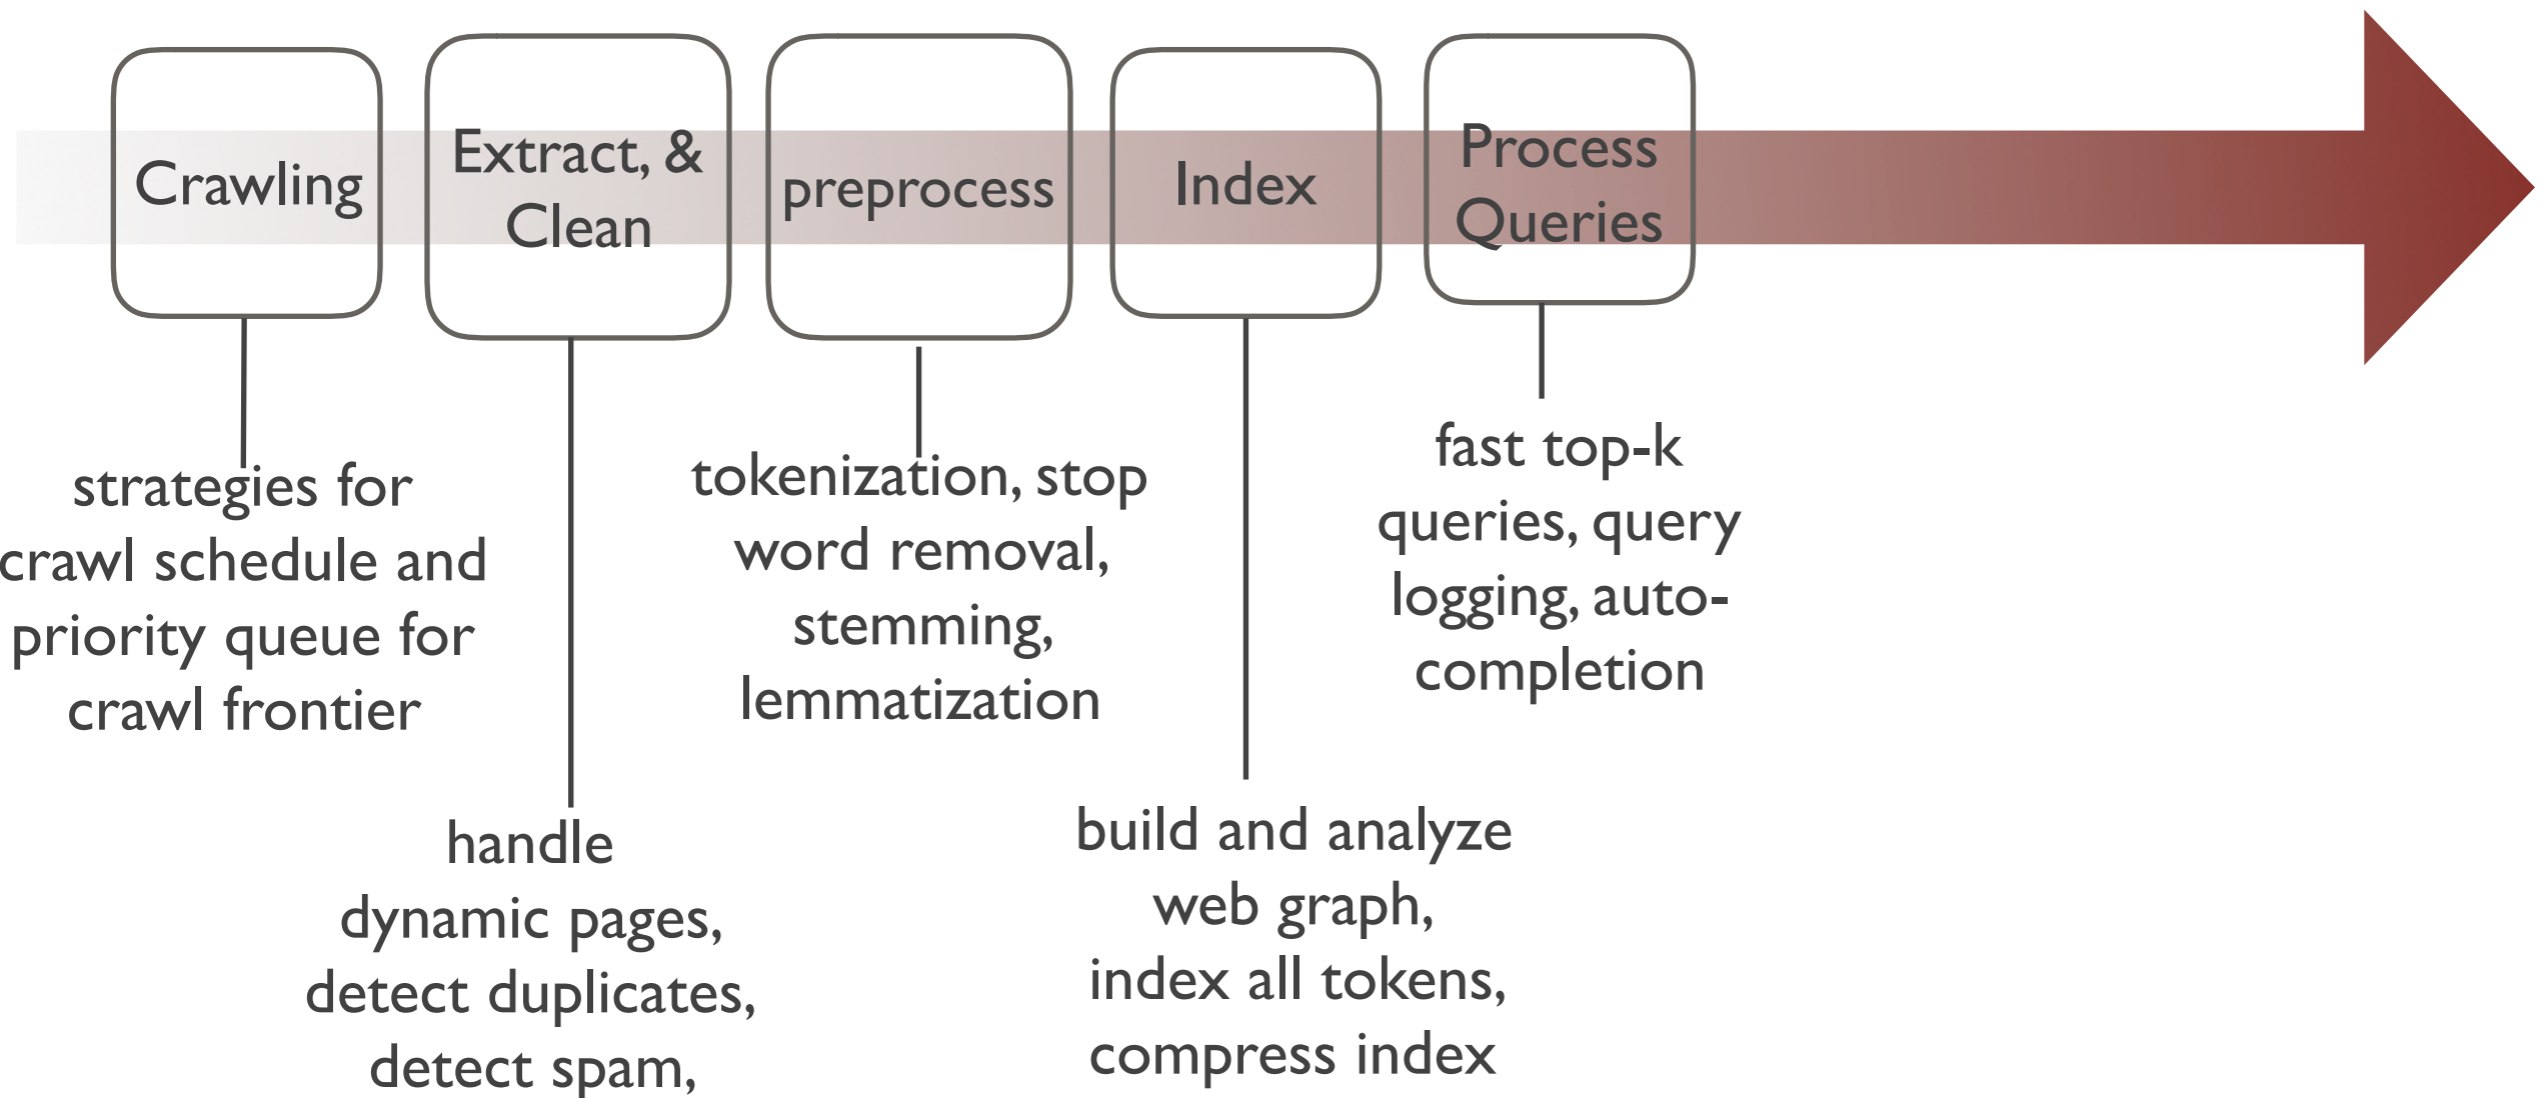 Crawling
Extract, &
Clean
preprocess
Index
Process
Queries
strategies for
crawl schedule and
priority queue for
crawl frontier
handle
dynamic pages,
detect duplicates,
detect spam,
tokenization, stop
word removal,
stemming,
lemmatization
build and analyze
web graph,
index all tokens,
compress index
fast top-k
queries, query
logging, auto-
completion